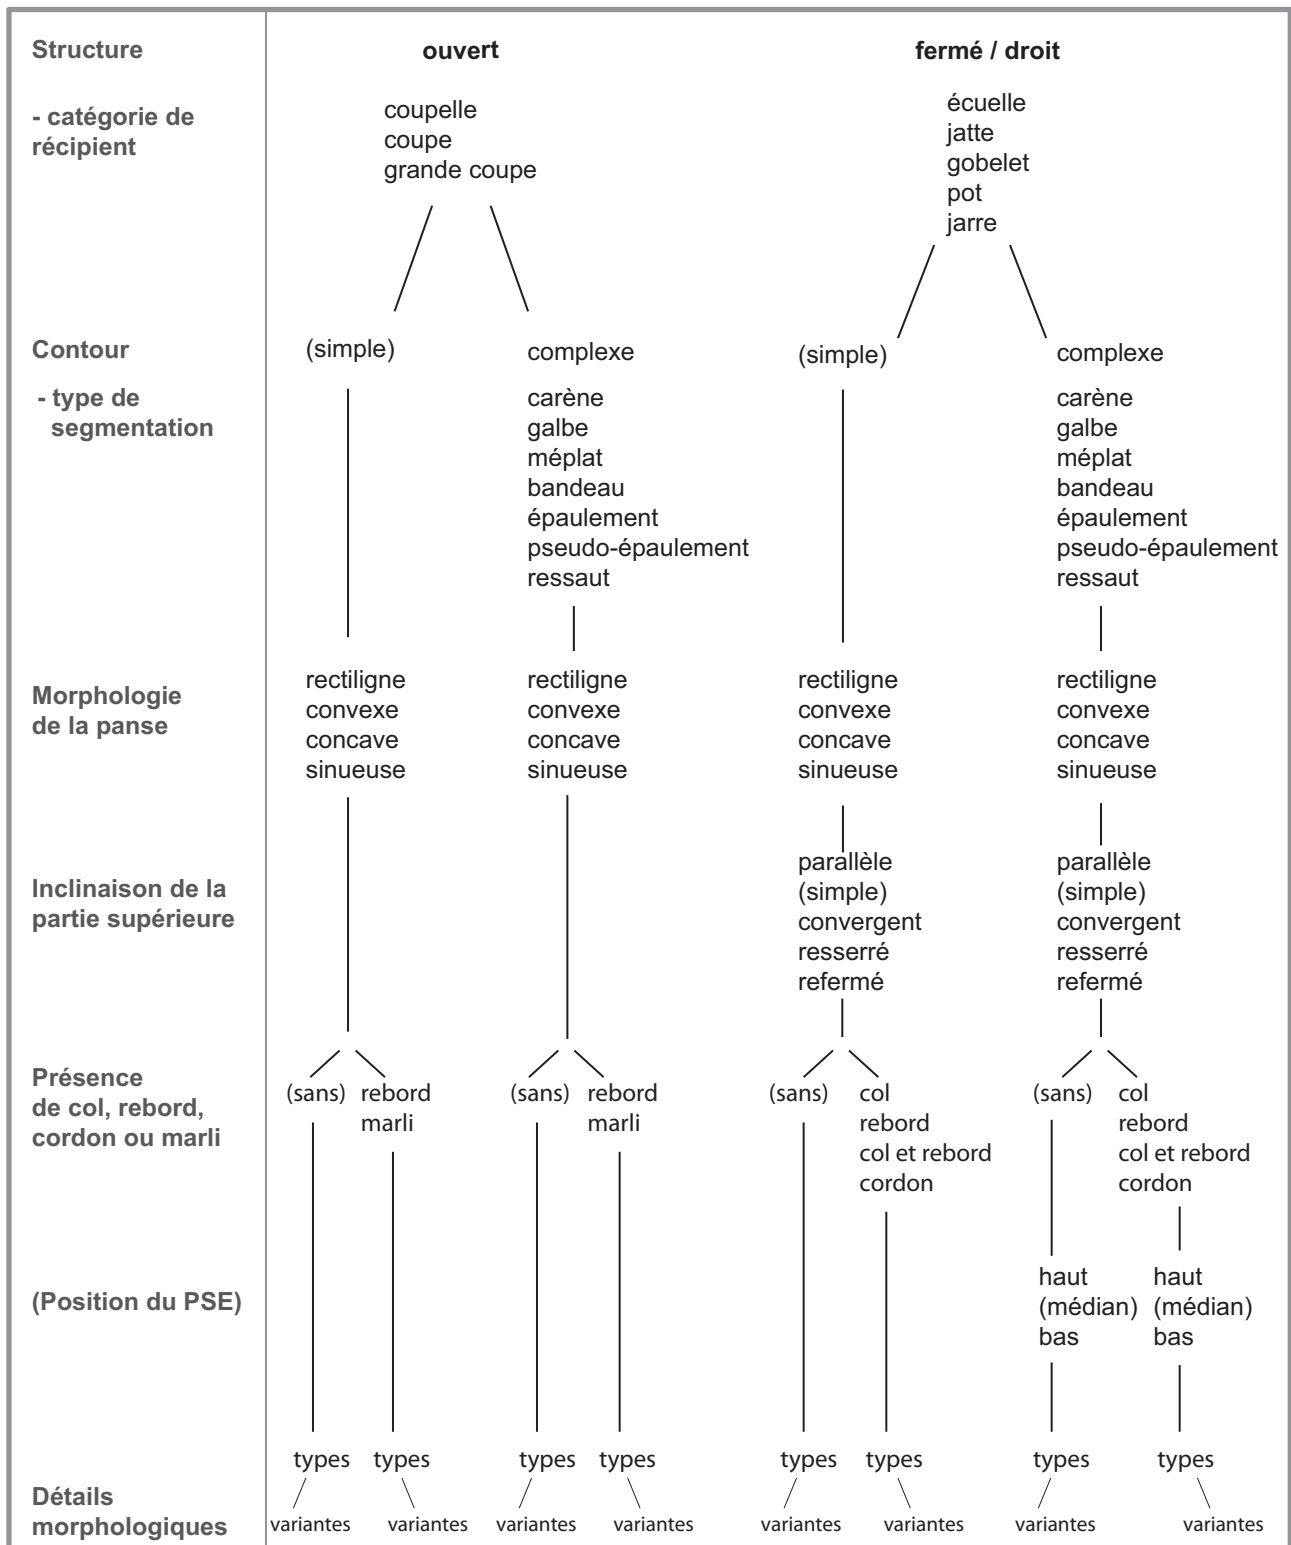 Structure
ouvert
fermé / droit
- catégorie de
récipient
coupelle
coupe
grande coupe
écuelle
jatte
gobelet
pot
jarre
Contour
(simple)
complexe
(simple)
complexe
- type de
segmentation
carène
galbe
méplat
bandeau
épaulement
pseudo-épaulement
ressaut
carène
galbe
méplat
bandeau
épaulement
pseudo-épaulement
ressaut
Morphologie
de la panse
rectiligne
convexe
concave
sinueuse
rectiligne
convexe
concave
sinueuse
rectiligne
convexe
concave
sinueuse
rectiligne
convexe
concave
sinueuse
Inclinaison de la
partie supérieure
parallèle
(simple)
convergent
resserré
refermé
parallèle
(simple)
convergent
resserré
refermé
Présence
de col, rebord,
cordon ou marli
(sans)
rebord
marli
(sans)
rebord
marli
(sans)
col
rebord
col et rebord
cordon
(sans)
col
rebord
col et rebord
cordon
(Position du PSE)
haut
(médian)
bas
haut
(médian)
bas
types
types
types
types
types
types
types
types
Détails
morphologiques
variantes
variantes
variantes
variantes
variantes
variantes
variantes
variantes